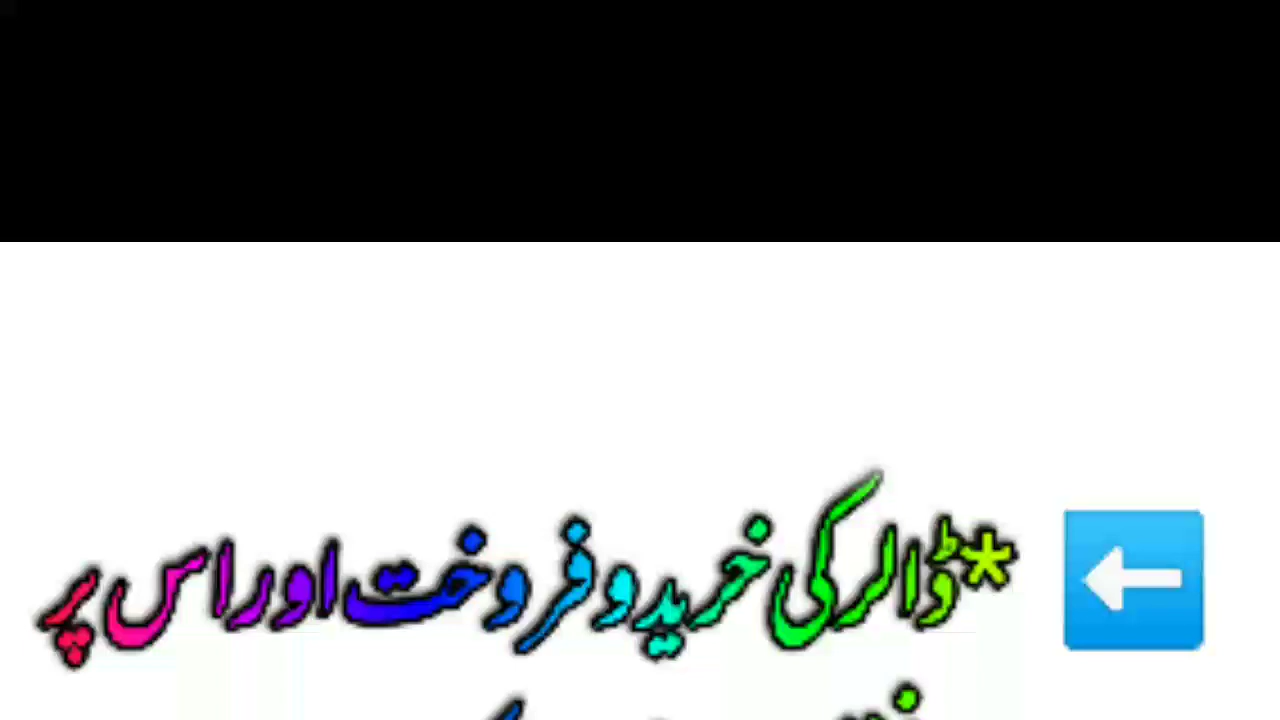 *ڈالر کی خرید و فروخت اور اس پر